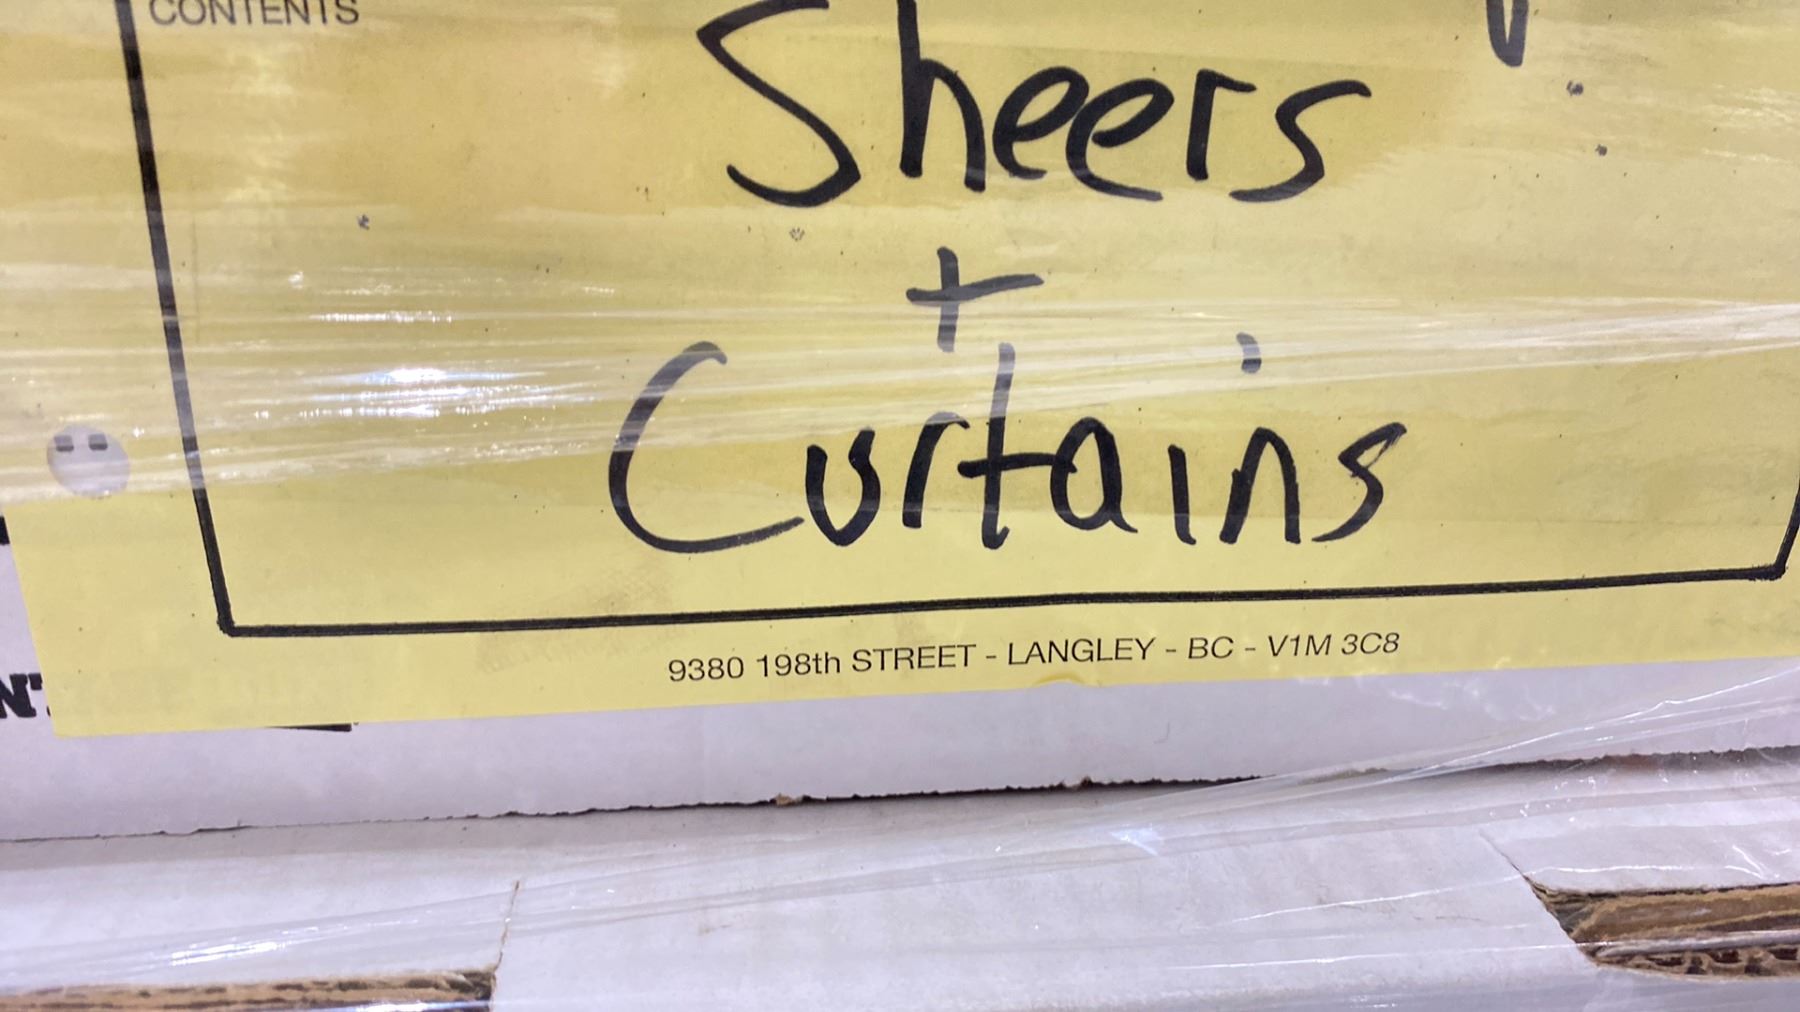 CONTENTS
Sheers
+
Curtains
9380 198th STREET - LANGLEY - BC - V1M 3C8